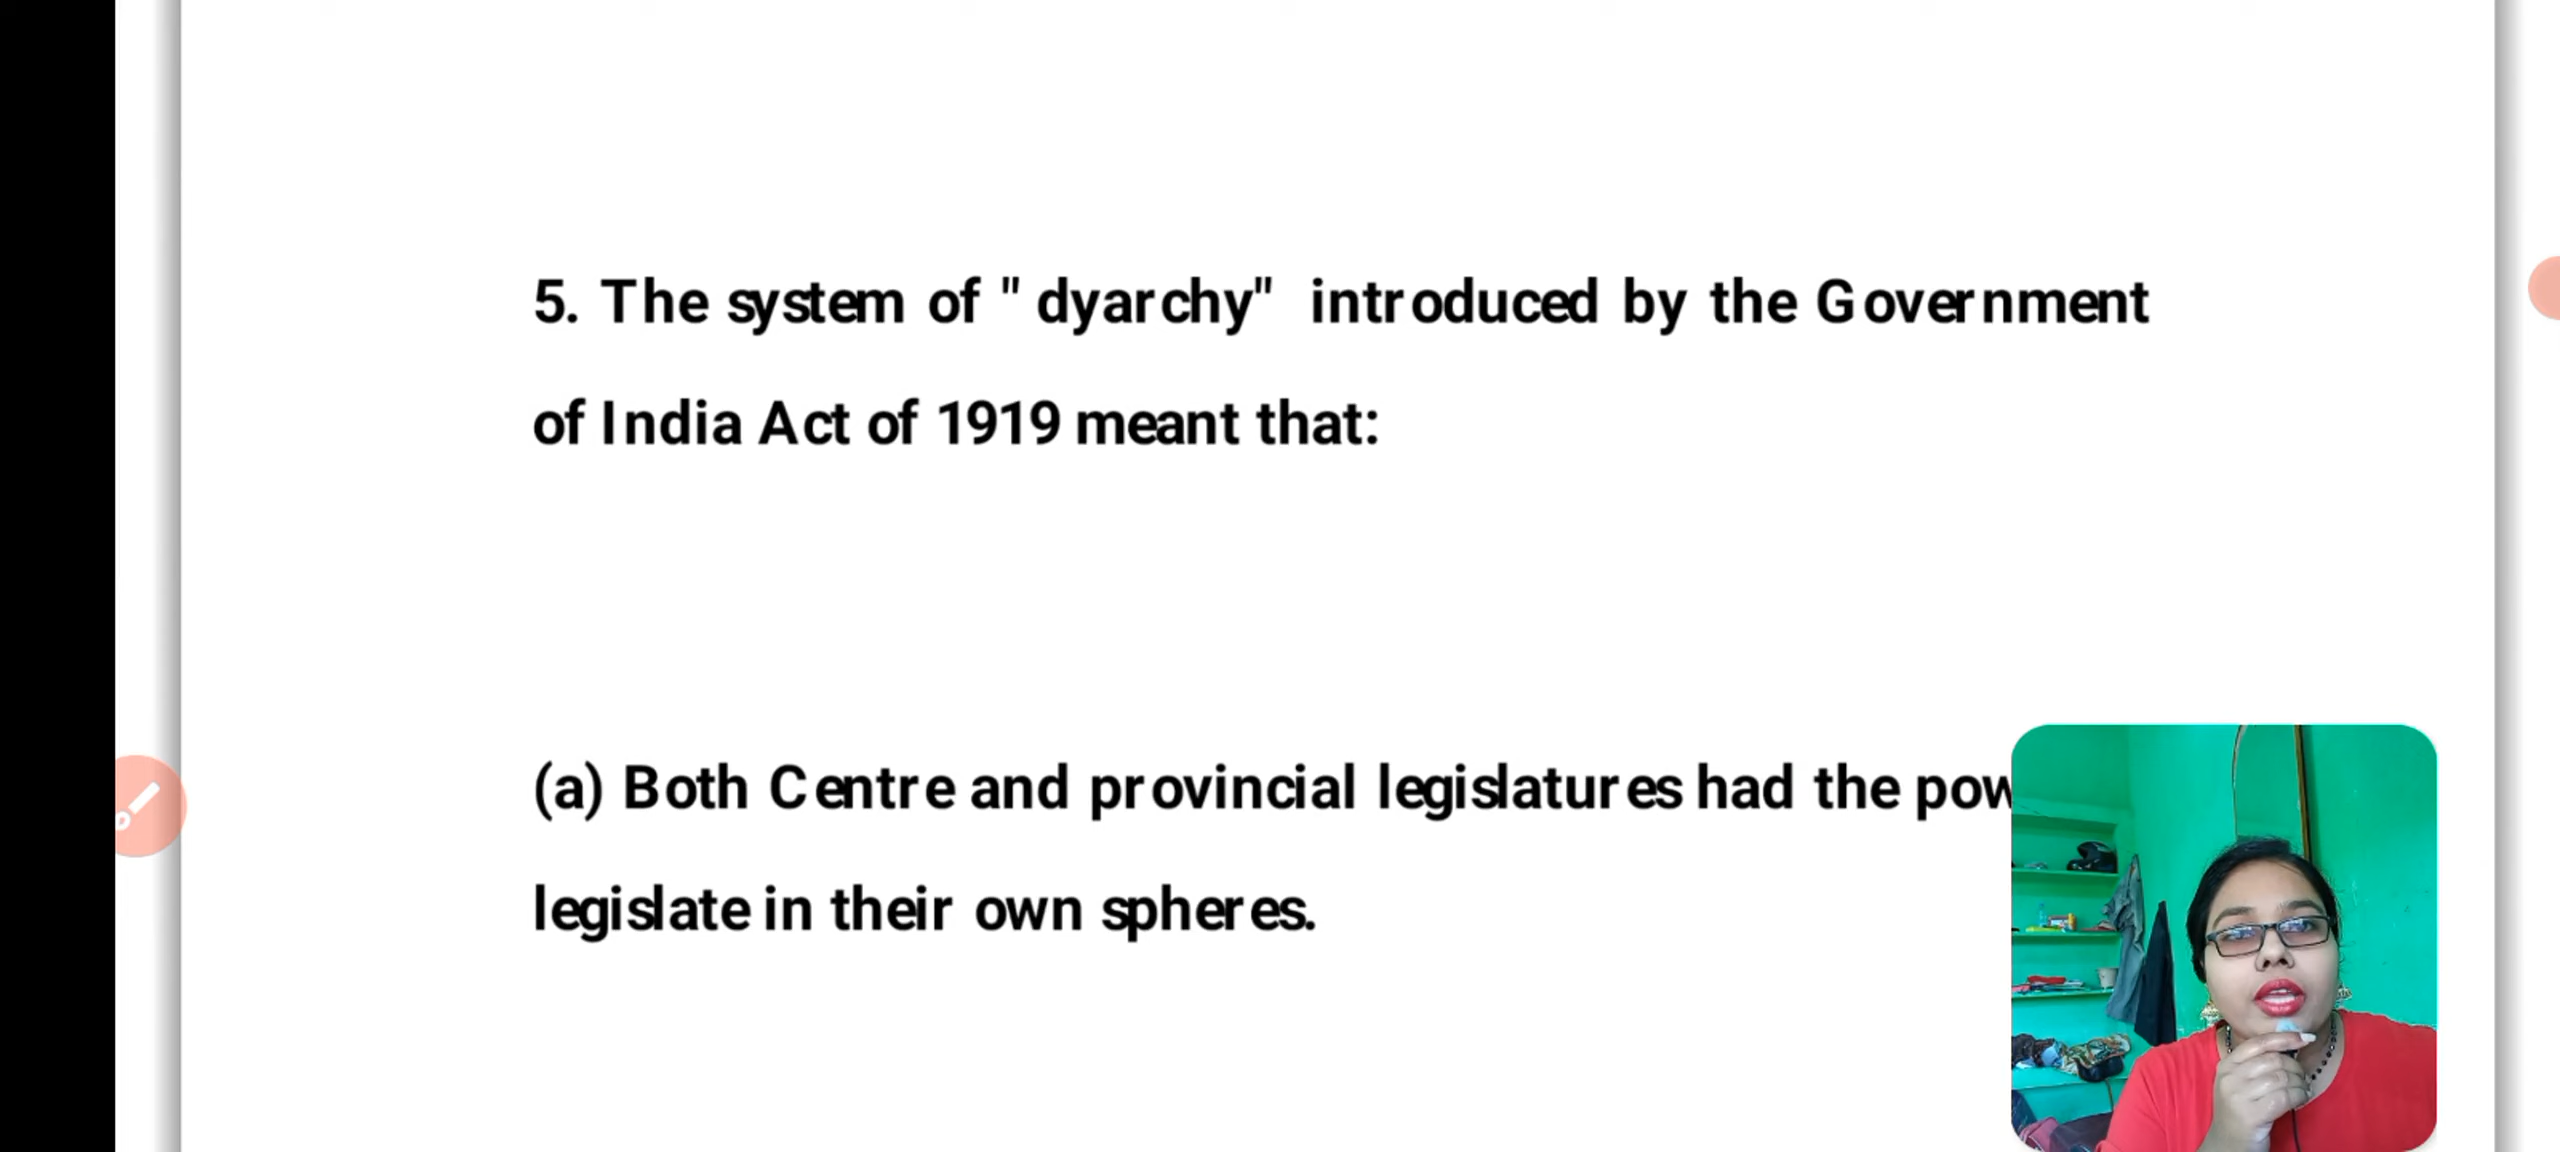 5. The system of "dyarchy" introduced by the Government
of India Act of 1919 meant that:
(a) Both Centre and provincial legislatures had the
legislate in their own spheres.